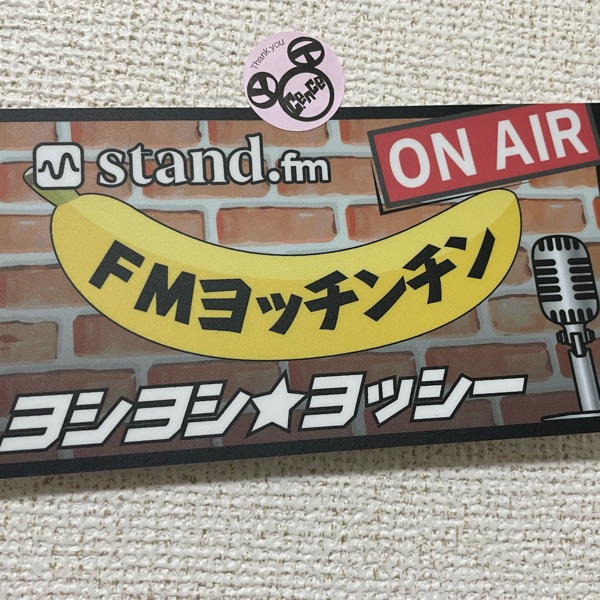 Thank you
ConCo
stand.fm
ON AIR
FMヨッチンチン
ヨシヨシ★ヨッシー